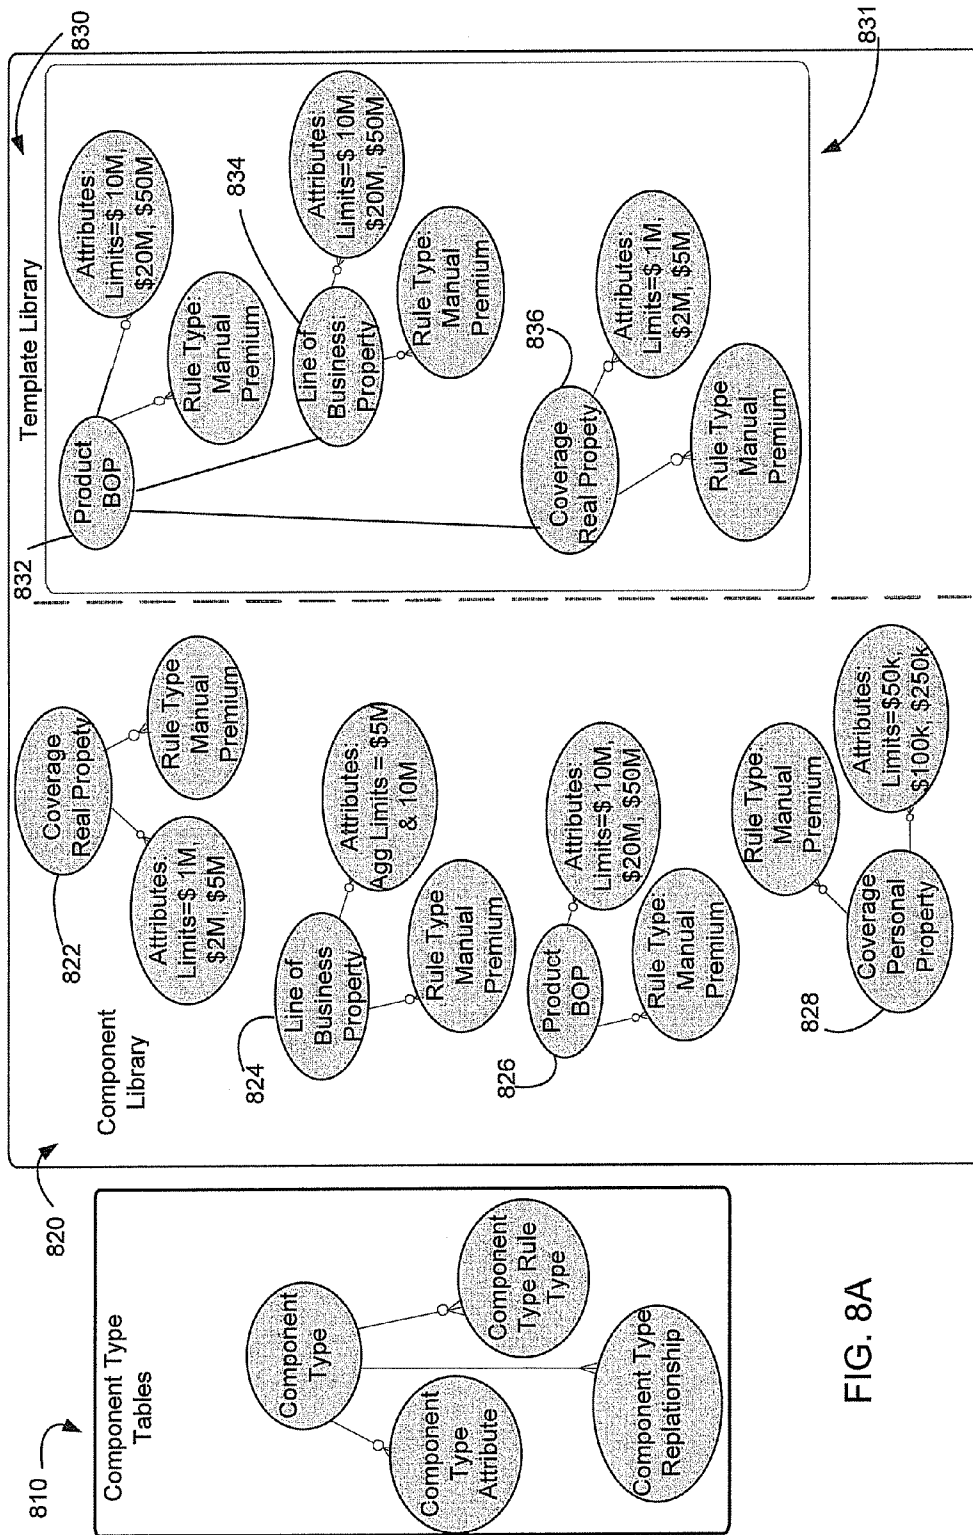 810
Component Type
Tables
Component
Type
Component
Type
Attribute
Component
Type Rule
Type
Component Type
Replationship
820
Component
Library
822
Coverage
Real Propety
Attributes
Limits=$ 1M,
$2M, $5M
Rule Type
Manual
Premium
824
Line of
Business
Property
Attributes:
Agg Limits = $5M
& 10M
Rule Type
Manual
Premium
826
Product
BOP
Attributes:
Limits=$ 10M,
$20M, $50M
Rule Type:
Manual
Premium
828
Coverage
Personal
Property
Rule Type:
Manual
Premium
Attributes:
Limits=$50k,
$100k, $250k
830
Template Library
832
Product
BOP
Attributes:
Limits=$ 10M,
$20M, $50M
Rule Type:
Manual
Premium
834
Line of
Business:
Property
Attributes:
Limits=$ 10M,
$20M, $50M
Rule Type:
Manual
Premium
836
Coverage
Real Propety
Attributes:
Limits=$ 1M,
$2M, $5M
Rule Type
Manual
Premium
831
FIG. 8A